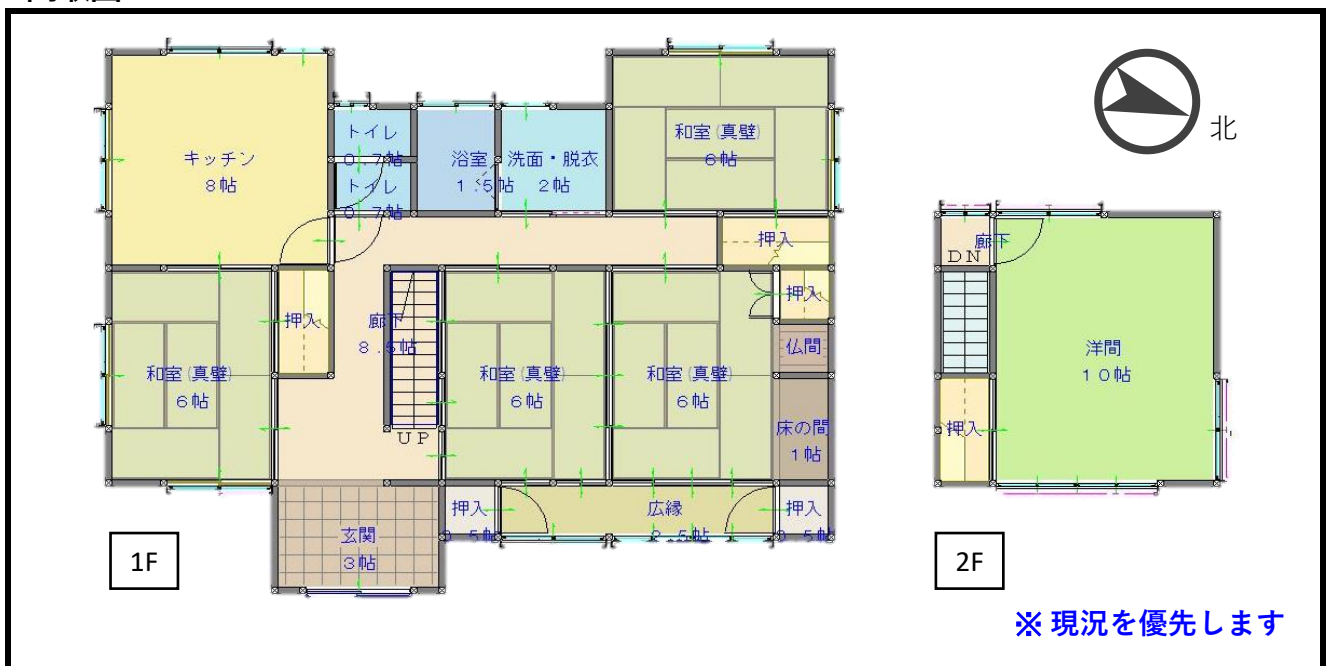 北
キッチン
8帖
トイレ
0.7帖
トイレ
0.7帖
浴室
1.5帖
洗面・脱衣
2帖
和室(真壁)
6帖
押入
押入
仏間
床の間
1帖
和室(真壁)
6帖
押入
廊下
8.5帖
UP
和室(真壁)
6帖
和室(真壁)
6帖
玄関
3帖
押入
0.5帖
広縁
2.5帖
押入
0.5帖
1F
廊下
DN
洋間
10帖
押入
2F
※ 現況を優先します